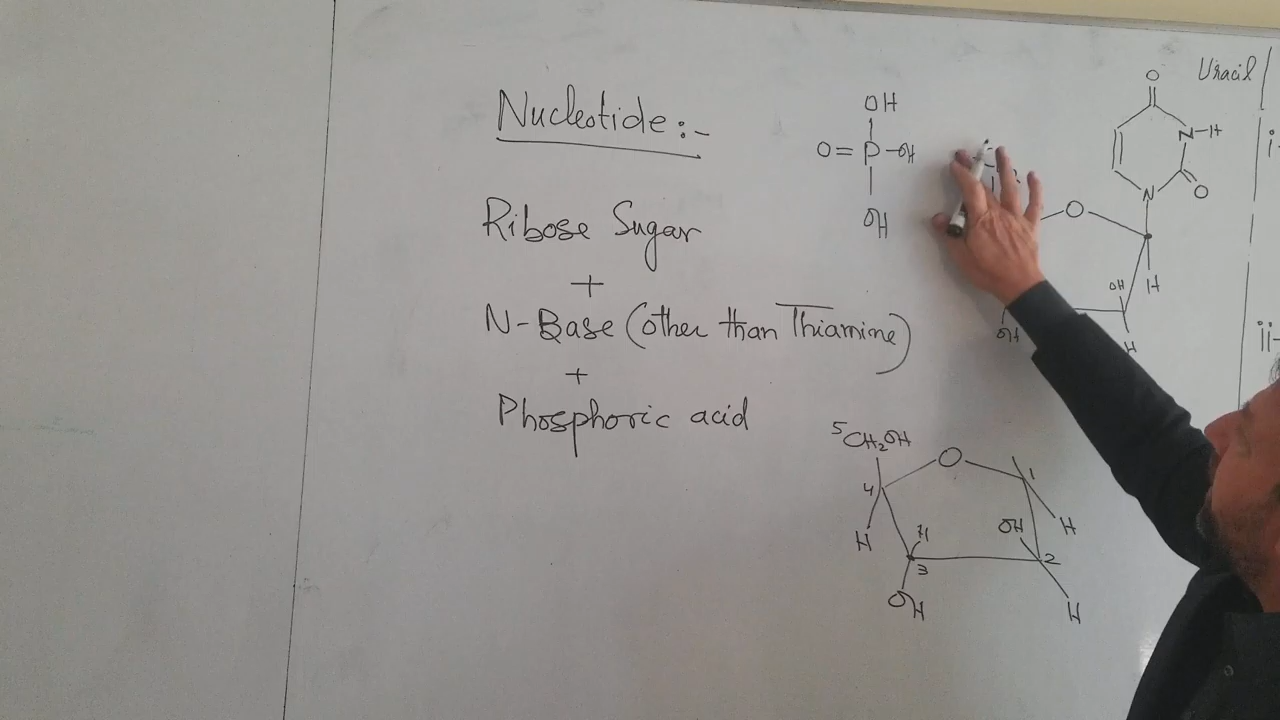 Nucleotide:-
Ribose Sugar
+
N-Base (other than Thiamine)
+
Phosphoric acid
OH
O=P-OH
OH
Uracil
O
N-H
O
N
O
OH H
OH
H
i-
ii-
5CH2OH
O
4
1
H
H
OH
H
3
2
OH
H